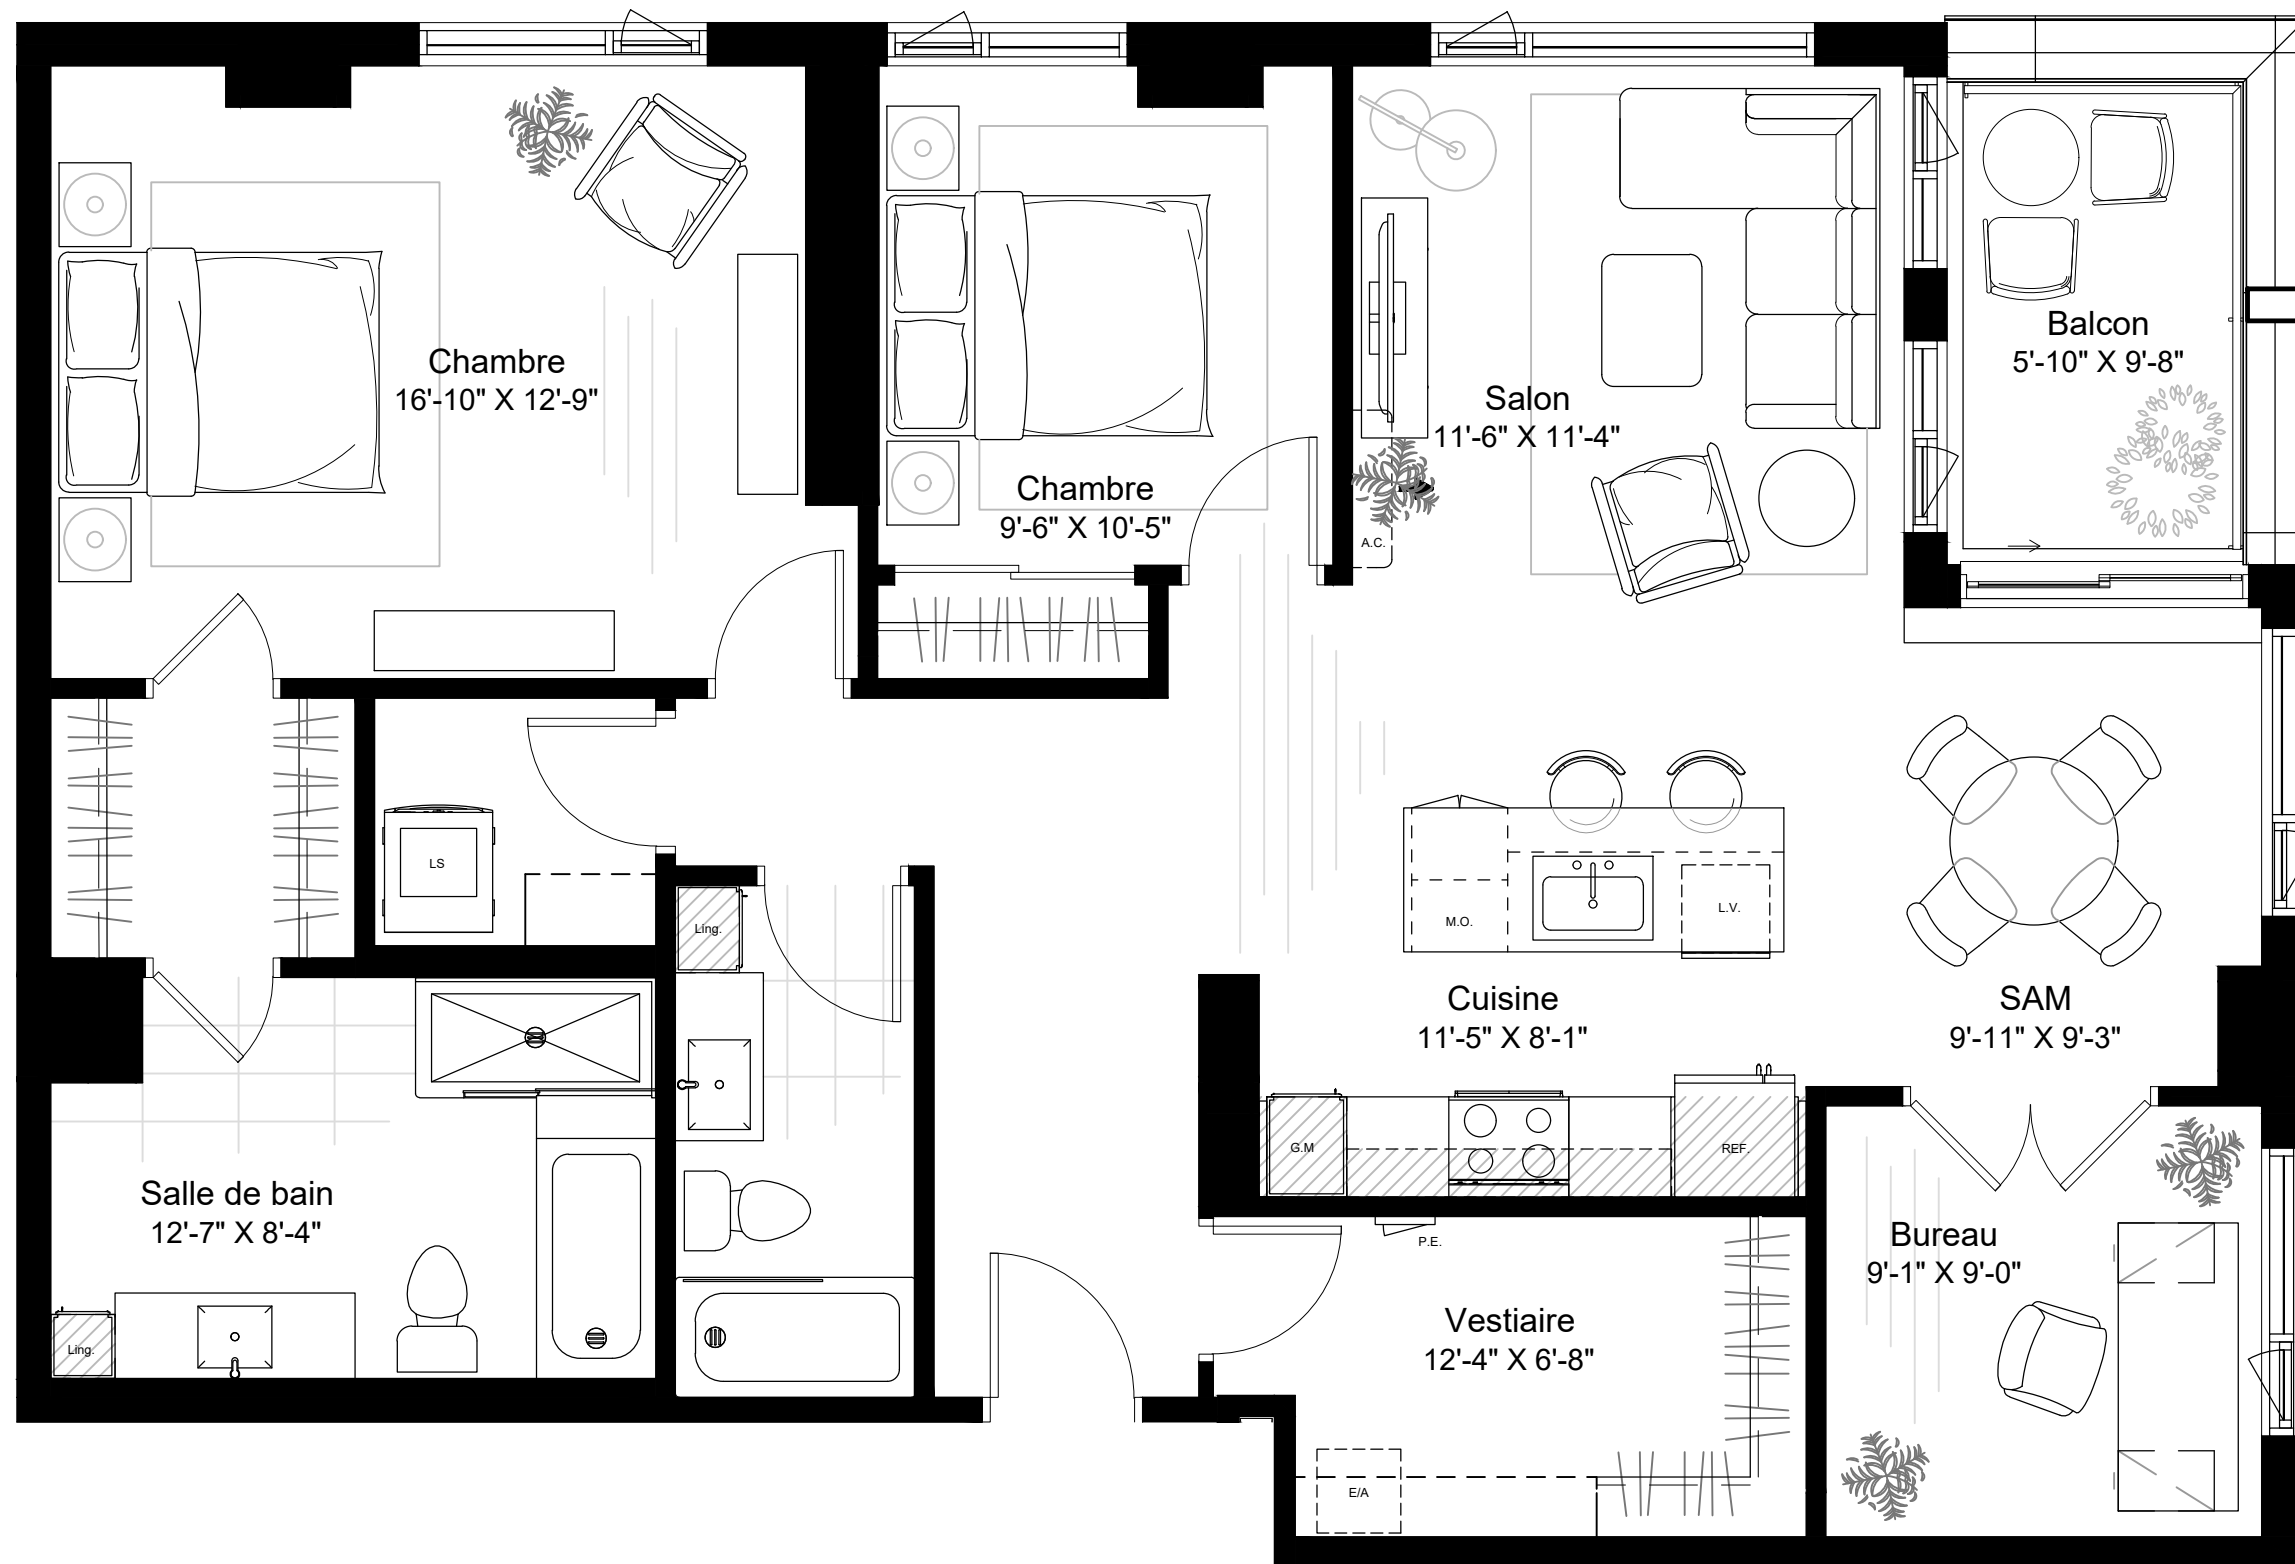 Chambre
16'-10" X 12'-9"
Chambre
9'-6" X 10'-5"
Salon
11'-6" X 11'-4"
A.C.
Balcon
5'-10" X 9'-8"
LS
Ling.
M.O.
L.V.
Cuisine
11'-5" X 8'-1"
SAM
9'-11" X 9'-3"
G.M
REF.
Salle de bain
12'-7" X 8'-4"
Ling.
P.E.
Vestiaire
12'-4" X 6'-8"
E/A
Bureau
9'-1" X 9'-0"